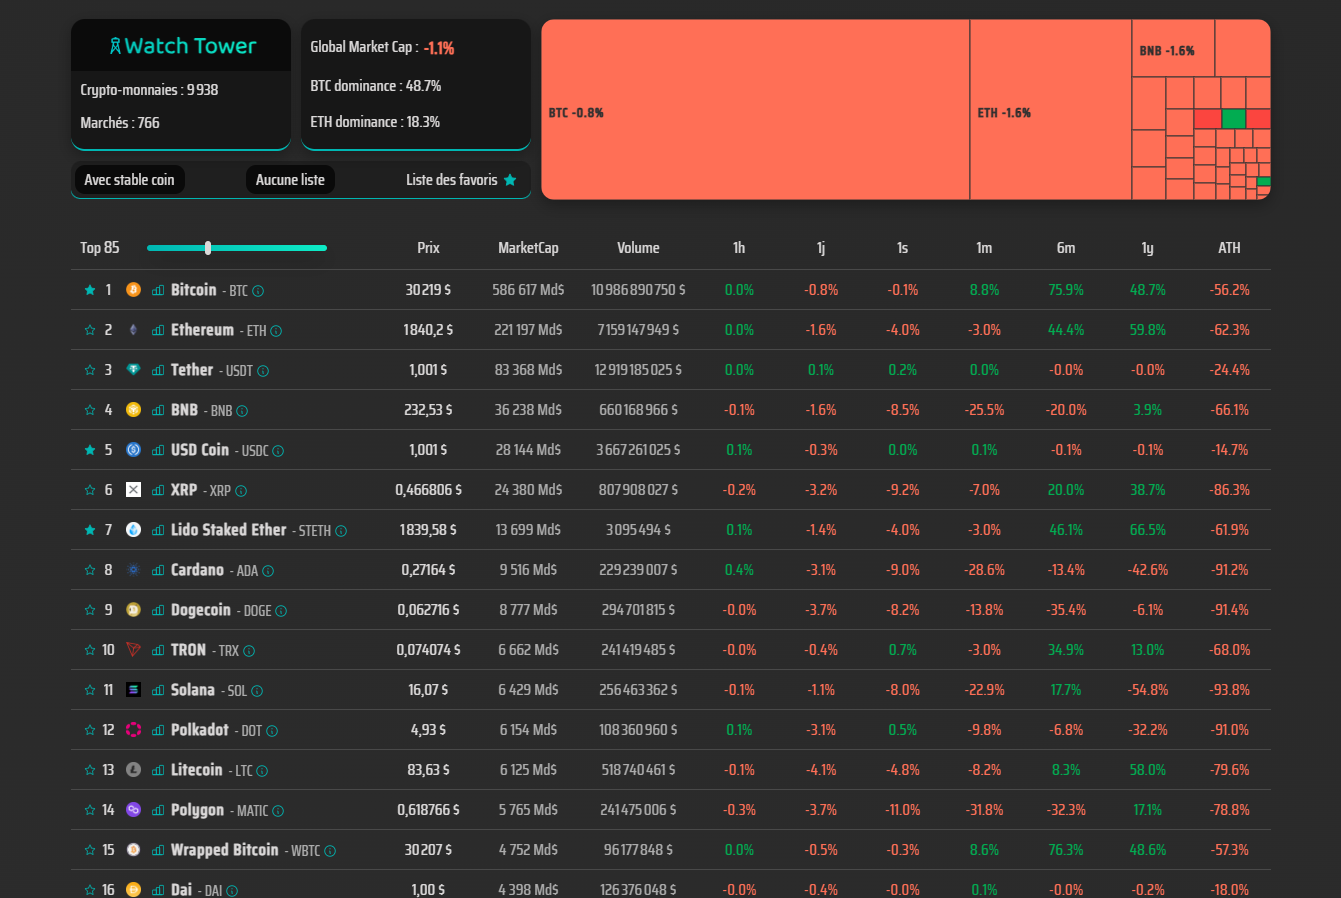 Watch Tower
Crypto-monnaies : 9 938
Marchés : 766
Global Market Cap : -1.1%
BTC dominance : 48.7%
ETH dominance : 18.3%
Avec stable coin Aucune liste Liste des favoris
BTC -0.8%
ETH -1.6%
BNB -1.6%
Top 85 Prix MarketCap Volume 1h 1j 1s 1m 6m 1y ATH
1 Bitcoin - BTC 30 219 $ 586 617 Md$ 10 986 890 750 $ 0.0% -0.8% -0.1% 8.8% 75.9% 48.7% -56.2%
2 Ethereum - ETH 1 840,2 $ 221 197 Md$ 7 159 147 949 $ 0.0% -1.6% -4.0% -3.0% 44.4% 59.8% -62.3%
3 Tether - USDT 1,001 $ 83 368 Md$ 12 919 185 025 $ 0.0% 0.1% 0.2% 0.0% -0.0% -0.0% -24.4%
4 BNB - BNB 232,53 $ 36 238 Md$ 660 168 966 $ -0.1% -1.6% -8.5% -25.5% -20.0% 3.9% -66.1%
5 USD Coin - USDC 1,001 $ 28 144 Md$ 3 667 261 025 $ 0.1% -0.3% 0.0% 0.1% -0.1% -0.1% -14.7%
6 XRP - XRP 0,466806 $ 24 380 Md$ 807 908 027 $ -0.2% -3.2% -9.2% -7.0% 20.0% 38.7% -86.3%
7 Lido Staked Ether - STETH 1 839,58 $ 13 699 Md$ 3 095 494 $ 0.1% -1.4% -4.0% -3.0% 46.1% 66.5% -61.9%
8 Cardano - ADA 0,27164 $ 9 516 Md$ 229 239 007 $ 0.4% -3.1% -9.0% -28.6% -13.4% -42.6% -91.2%
9 Dogecoin - DOGE 0,062716 $ 8 777 Md$ 294 701 815 $ -0.0% -3.7% -8.2% -13.8% -35.4% -6.1% -91.4%
10 TRON - TRX 0,074074 $ 6 662 Md$ 241 419 485 $ -0.0% -0.4% 0.7% -3.0% 34.9% 13.0% -68.0%
11 Solana - SOL 16,07 $ 6 429 Md$ 256 463 362 $ -0.1% -1.1% -8.0% -22.9% 17.7% -54.8% -93.8%
12 Polkadot - DOT 4,93 $ 6 154 Md$ 108 360 960 $ 0.1% -3.1% 0.5% -9.8% -6.8% -32.2% -91.0%
13 Litecoin - LTC 83,63 $ 6 125 Md$ 518 740 461 $ -0.1% -4.1% -4.8% -8.2% 8.3% 58.0% -79.6%
14 Polygon - MATIC 0,618766 $ 5 765 Md$ 241 475 006 $ -0.3% -3.7% -11.0% -31.8% -32.3% 17.1% -78.8%
15 Wrapped Bitcoin - WBTC 30 207 $ 4 752 Md$ 96 177 848 $ 0.0% -0.5% -0.3% 8.6% 76.3% 48.6% -57.3%
16 Dai - DAI 1,00 $ 4 398 Md$ 126 376 048 $ -0.0% -0.4% -0.0% 0.1% -0.0% -0.2% -18.0%